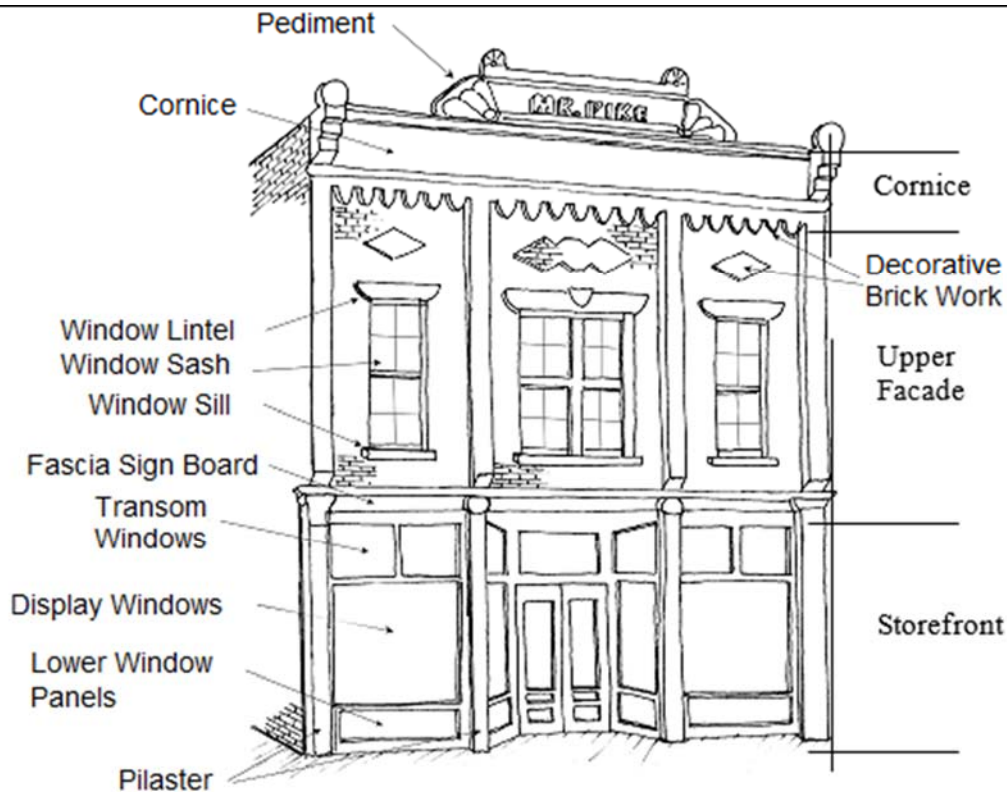 Pediment
MR. PIKE
Cornice
Cornice
Decorative
Brick Work
Window Lintel
Window Sash
Upper
Facade
Window Sill
Fascia Sign Board
Transom
Windows
Display Windows
Storefront
Lower Window
Panels
Pilaster